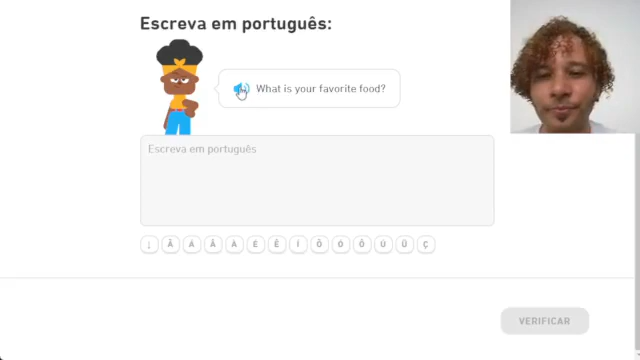 Escreva em português:
What is your favorite food?
Escreva em português
↓ Ã Á Â À É Ê Í Õ Ó Ô Ú Ü Ç
VERIFICAR